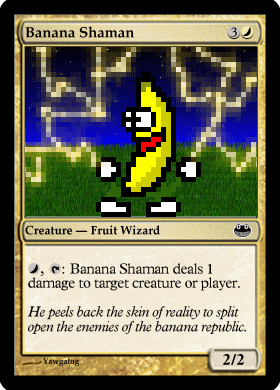 Banana Shaman 3
Creature — Fruit Wizard
, : Banana Shaman deals 1
damage to target creature or player.
He peels back the skin of reality to split
open the enemies of the banana republic.
Yawgatog
2/2